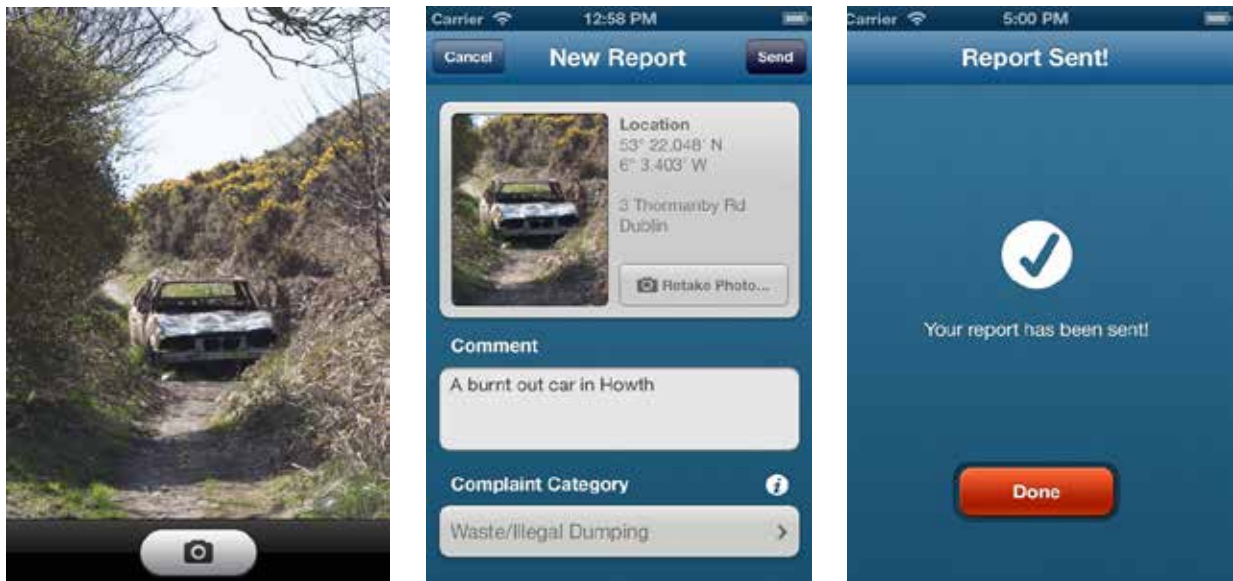 Carrier 12:58 PM
Cancel New Report Send
Location
53° 22.048' N
6° 3.403' W
3 Thormanby Rd
Dublin
Retake Photo...
Comment
A burnt out car in Howth
Complaint Category
Waste/Illegal Dumping
Carrier 5:00 PM
Report Sent!
Your report has been sent!
Done